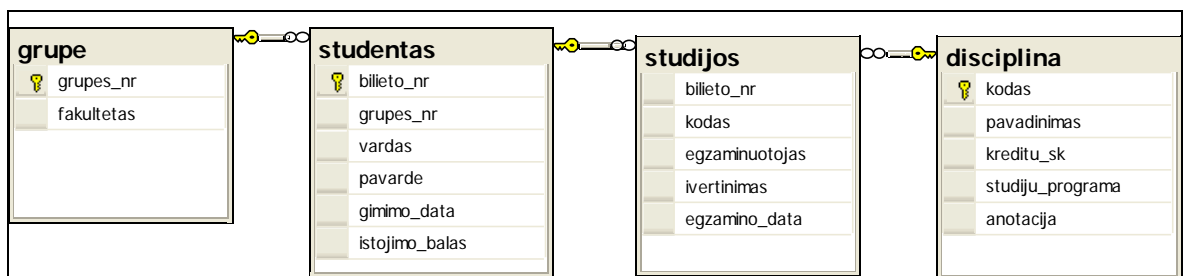 grupe
grupes_nr
fakultetas
studentas
bilieto_nr
grupes_nr
vardas
pavarde
gimimo_data
istojimo_balas
studijos
bilieto_nr
kodas
egzaminuotojas
ivertinimas
egzamino_data
disciplina
kodas
pavadinimas
kreditu_sk
studiju_programa
anotacija